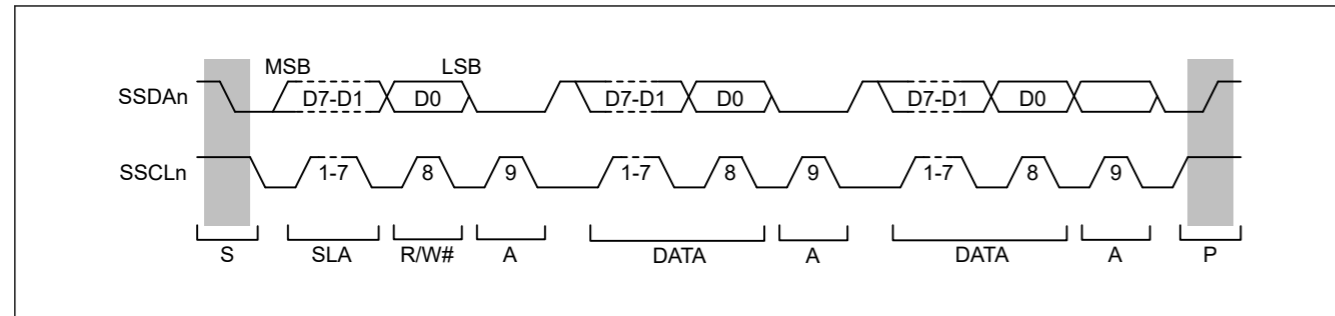 MSB LSB
SSDAn D7-D1 D0 D7-D1 D0 D7-D1 D0
SSCLn 1-7 8 9 1-7 8 9 1-7 8 9
S SLA R/W# A DATA A DATA A P